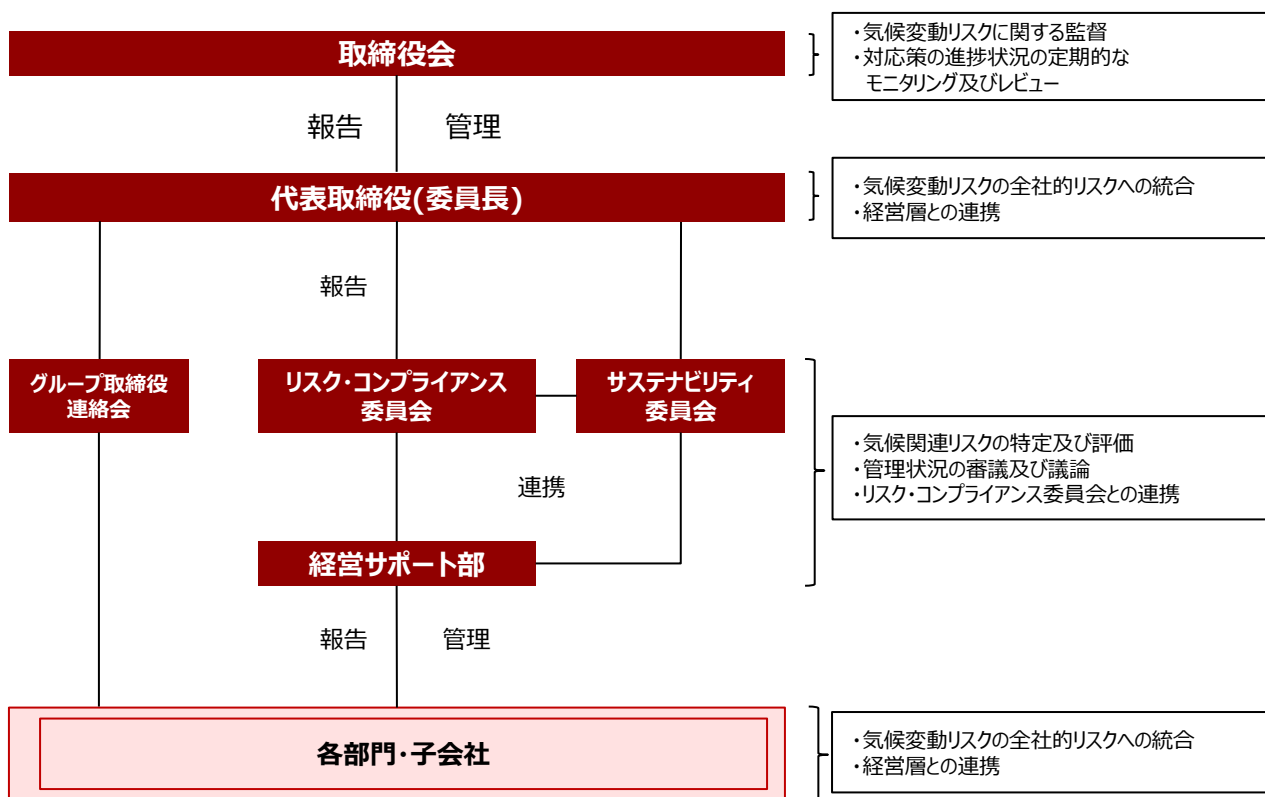 取締役会
・気候変動リスクに関する監督
・対応策の進捗状況の定期的な
モニタリング及びレビュー
報告 管理
代表取締役(委員長)
・気候変動リスクの全社的リスクへの統合
・経営層との連携
報告
グループ取締役
連絡会
リスク・コンプライアンス
委員会
サステナビリティ
委員会
・気候関連リスクの特定及び評価
・管理状況の審議及び議論
・リスク・コンプライアンス委員会との連携
連携
経営サポート部
報告 管理
各部門・子会社
・気候変動リスクの全社的リスクへの統合
・経営層との連携